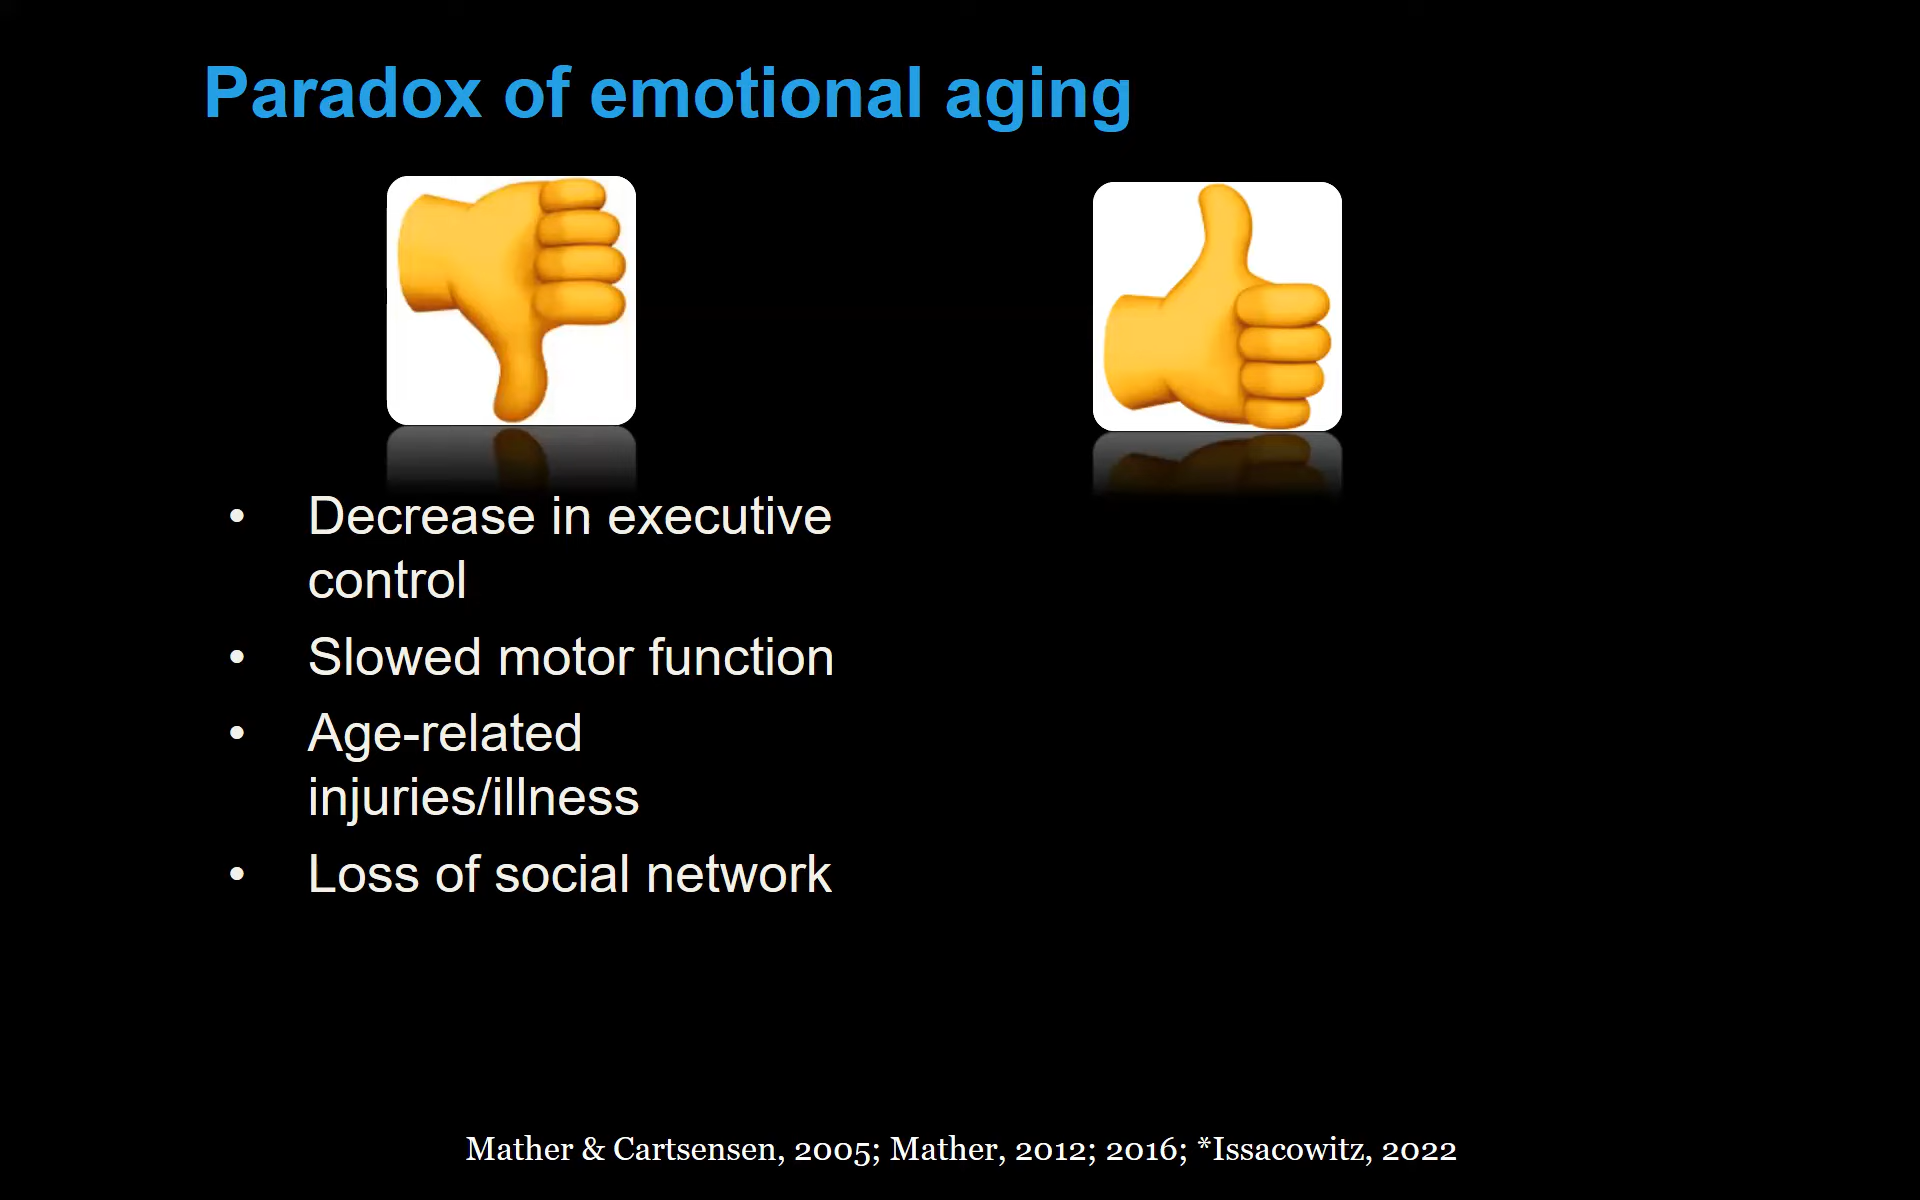 Paradox of emotional aging
• Decrease in executive
control
• Slowed motor function
• Age-related
injuries/illness
• Loss of social network
Mather & Cartsensen, 2005; Mather, 2012; 2016; *Issacowitz, 2022